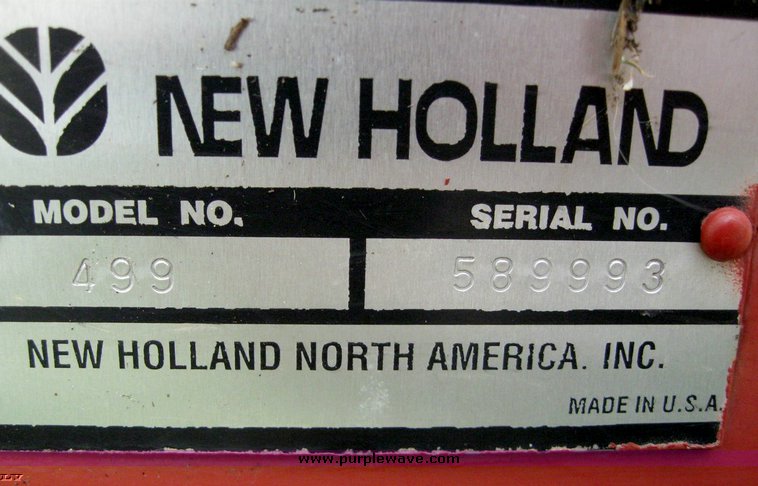 NEW HOLLAND
MODEL NO. SERIAL NO.
499 589993
NEW HOLLAND NORTH AMERICA. INC.
MADE IN U.S.A.
www.purplewave.com